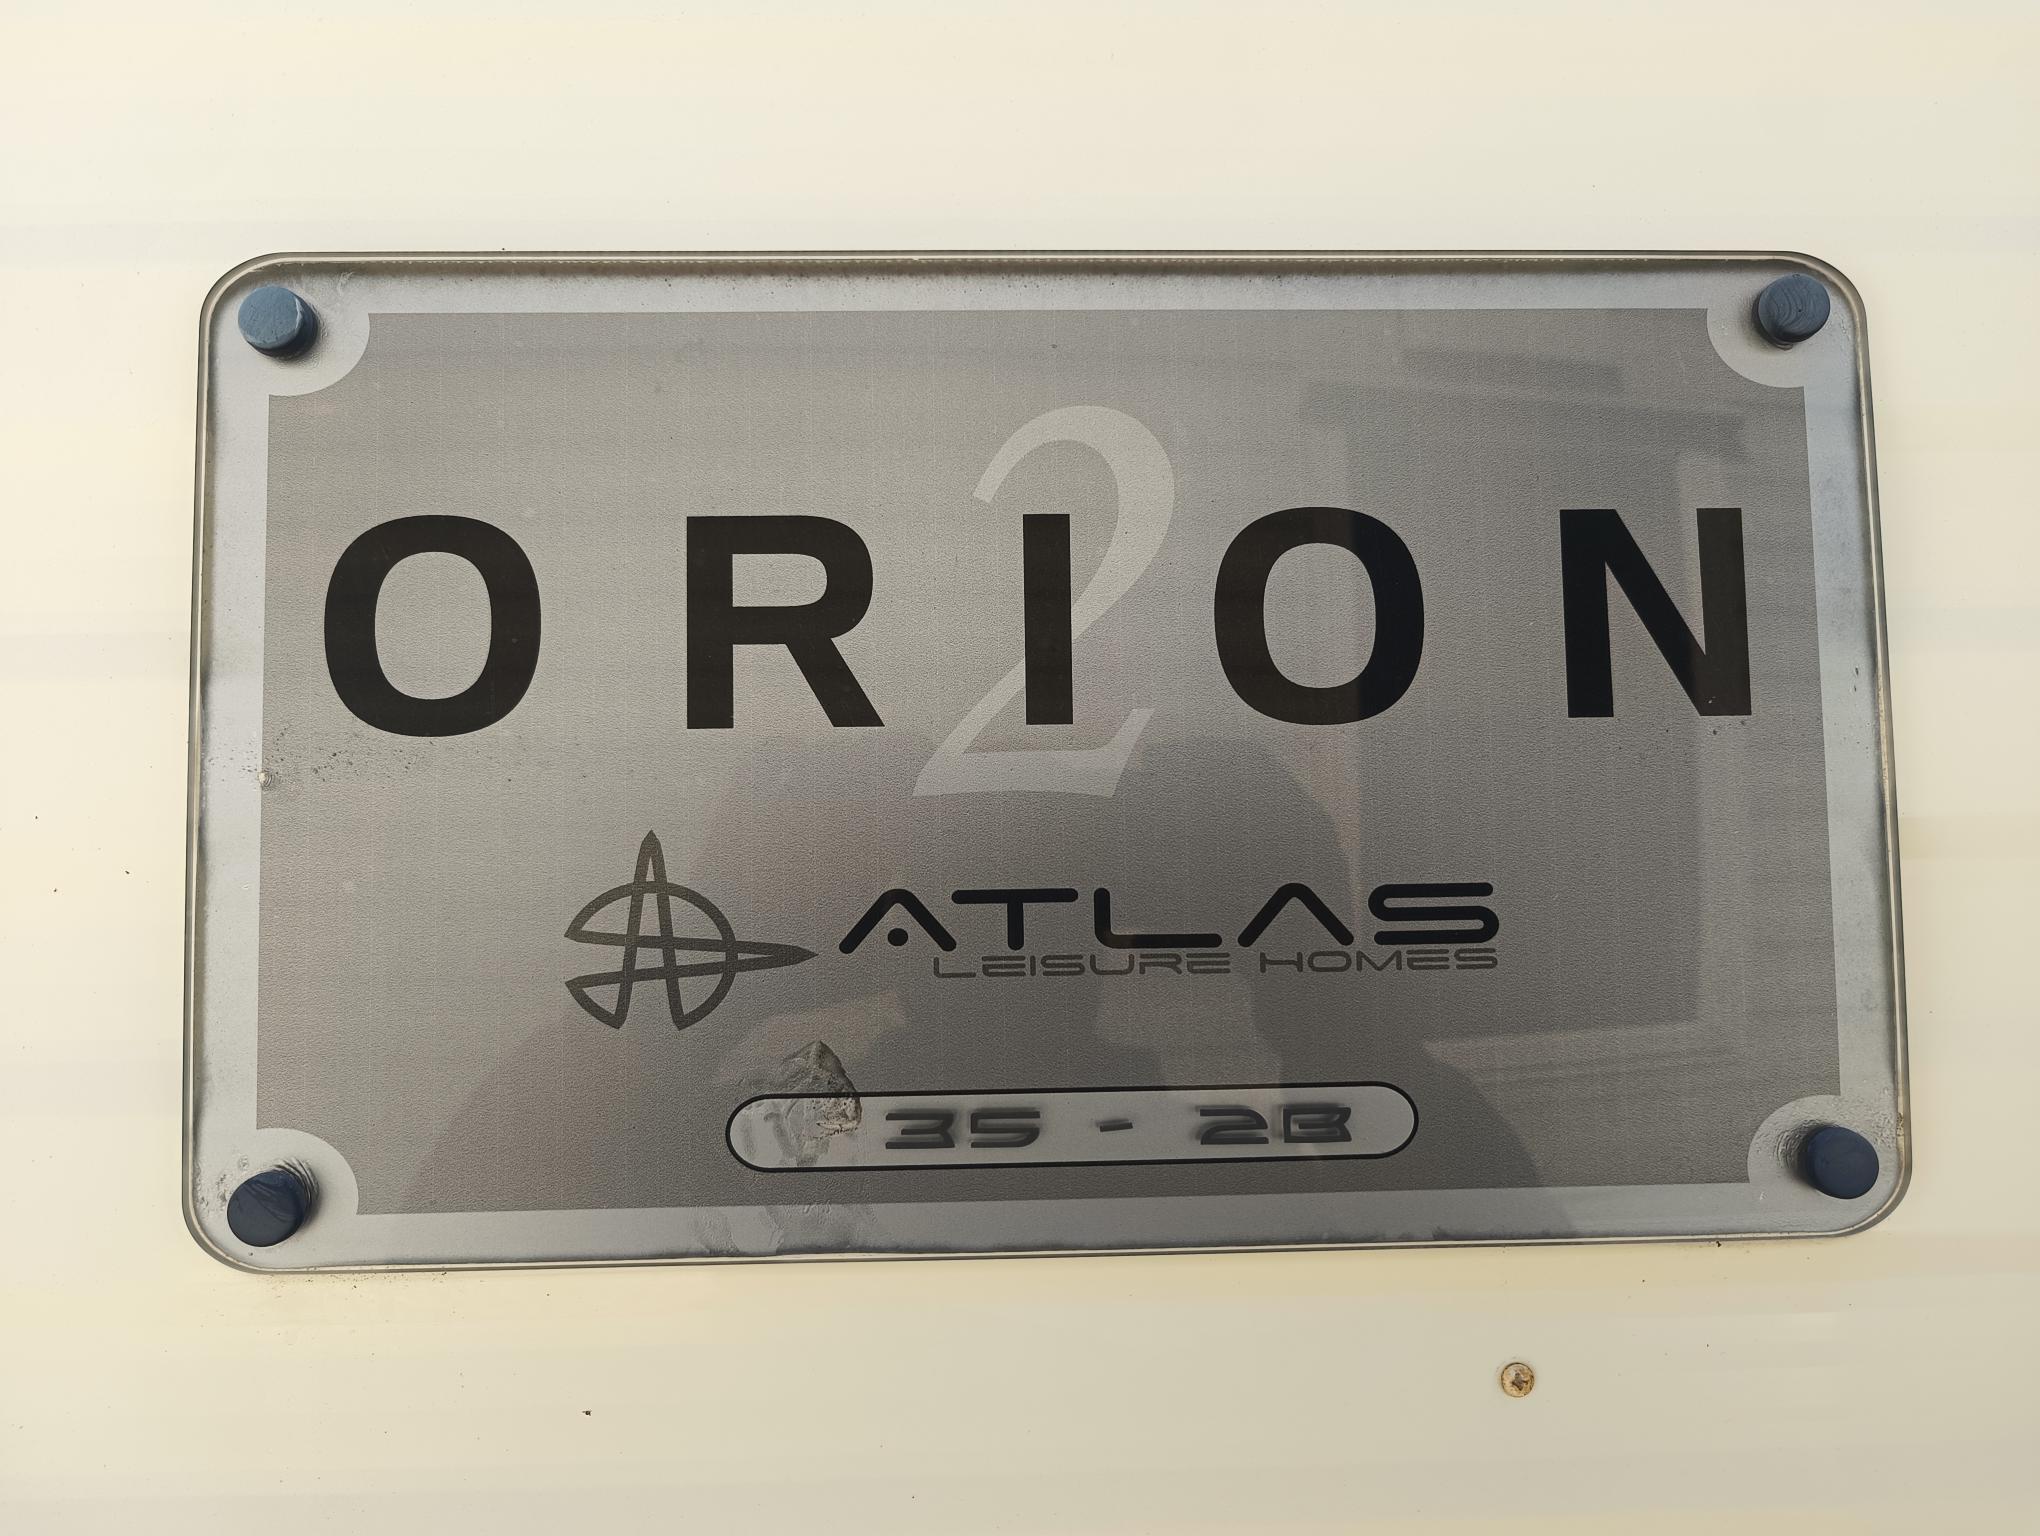 2
ORION
ATLAS
LEISURE HOMES
35 - 2B